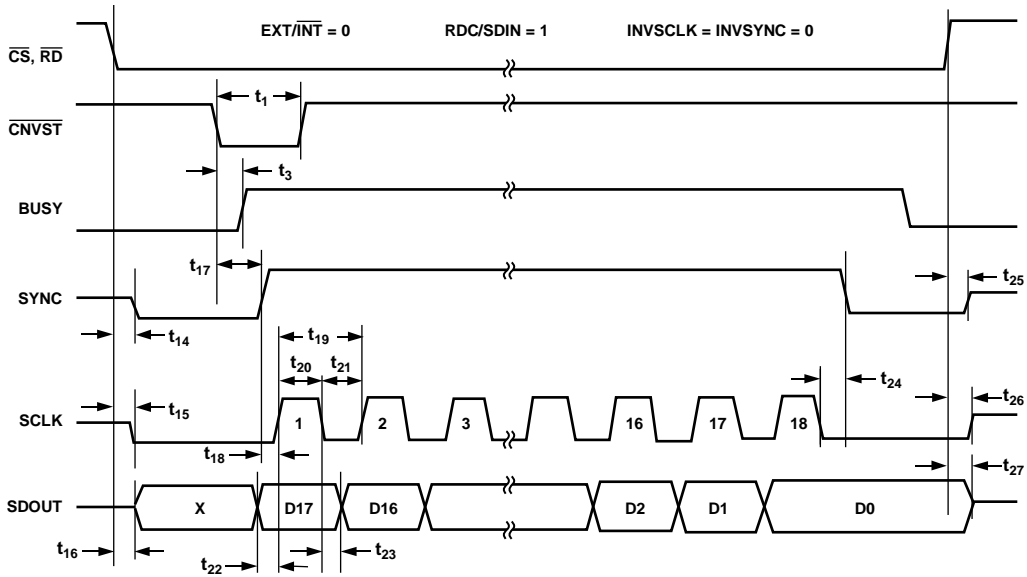 EXT/INT = 0 RDC/SDIN = 1 INVSCLK = INVSYNC = 0
CS, RD
t1
CNVST
t3
BUSY
t17
SYNC
t25
t14
t19
t20 t21
t24
t26
t15
SCLK
1 2 3 16 17 18
t18
t27
SDOUT
X D17 D16 D2 D1 D0
t16
t22
t23